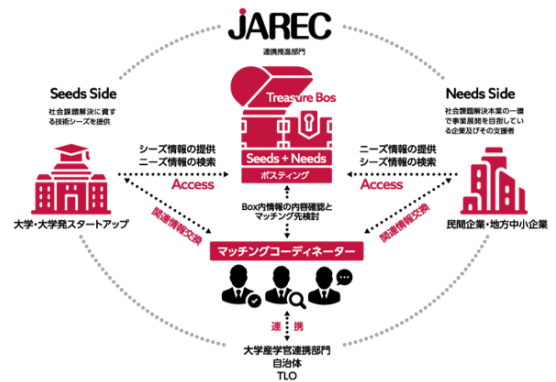 JAREC
連携推進部門
Seeds Side
社会課題解決に資す
る技術シーズを提供
Needs Side
社会課題解決本業の一環
で事業展開を目指してい
る企業及びその支援者
Treasure Bos
シーズ情報の提供
ニーズ情報の検索
Access
ニーズ情報の提供
シーズ情報の検索
Access
Seeds + Needs
ポスティング
大学・大学発スタートアップ
関連情報交換
Box内情報の内容確認と
マッチング先検討
関連情報交換
民間企業・地方中小企業
マッチングコーディネーター
連 携
大学産学官連携部門
自治体
TLO